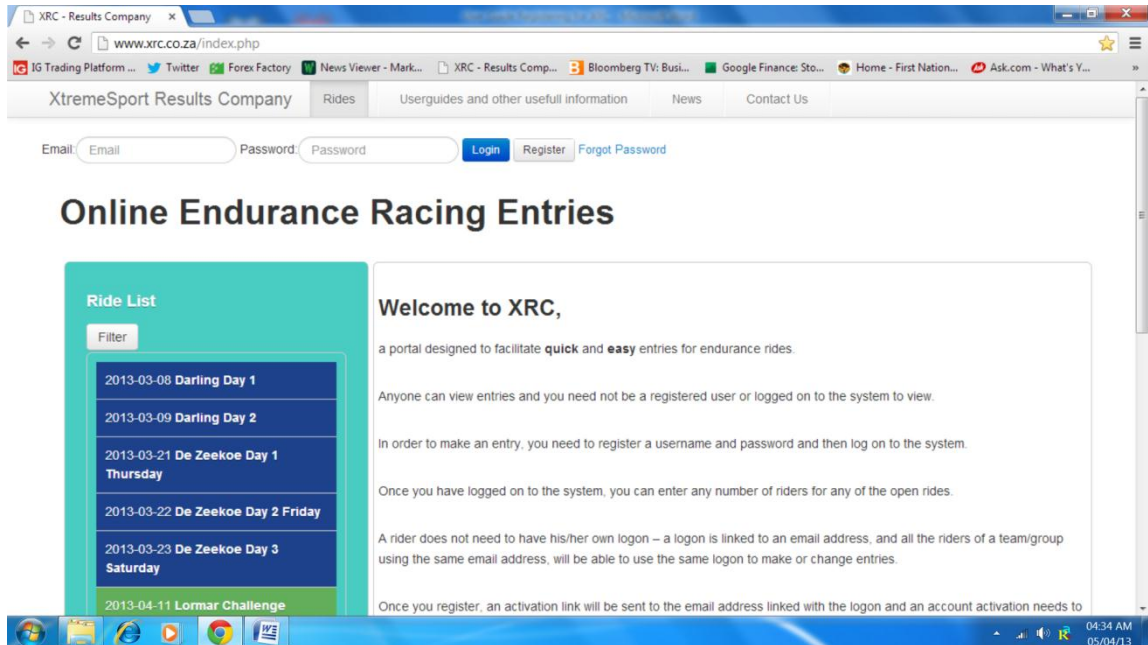 XRC - Results Company
www.xrc.co.za/index.php
IG Trading Platform ... Twitter Forex Factory News Viewer - Mark... XRC - Results Comp... Bloomberg TV: Busi... Google Finance: Sto... Home - First Nation... Ask.com - What's Y... »
XtremeSport Results Company Rides Userguides and other usefull information News Contact Us
Email: Email Password: Password Login Register Forgot Password
Online Endurance Racing Entries
Ride List
Filter
2013-03-08 Darling Day 1
2013-03-09 Darling Day 2
2013-03-21 De Zeekoe Day 1
Thursday
2013-03-22 De Zeekoe Day 2 Friday
2013-03-23 De Zeekoe Day 3
Saturday
2013-04-11 Lormar Challenge
Welcome to XRC,
a portal designed to facilitate quick and easy entries for endurance rides.
Anyone can view entries and you need not be a registered user or logged on to the system to view.
In order to make an entry, you need to register a username and password and then log on to the system.
Once you have logged on to the system, you can enter any number of riders for any of the open rides.
A rider does not need to have his/her own logon – a logon is linked to an email address, and all the riders of a team/group
using the same email address, will be able to use the same logon to make or change entries.
Once you register, an activation link will be sent to the email address linked with the logon and an account activation needs to
04:34 AM
05/04/13